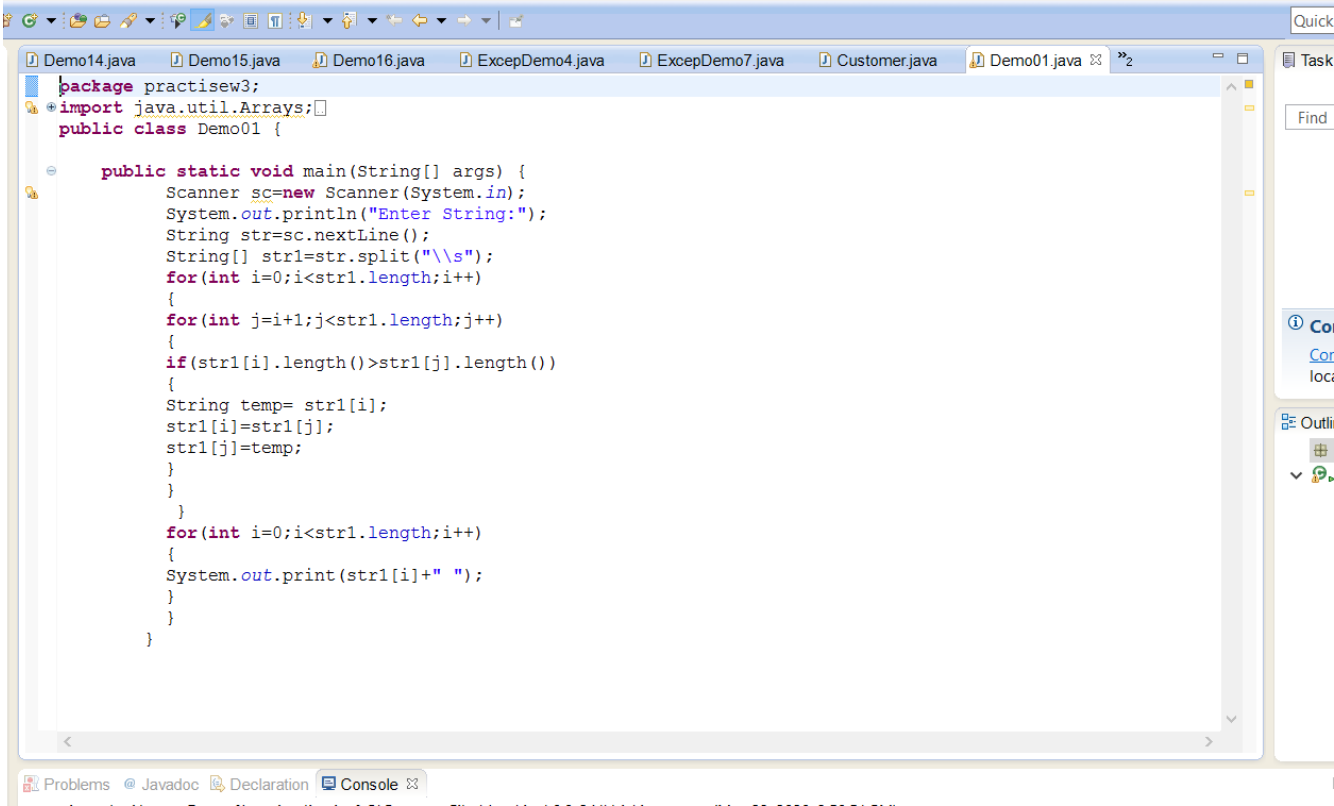 Quick
Demo14.java Demo15.java Demo16.java ExcepDemo4.java ExcepDemo7.java Customer.java Demo01.java »2
Task
package practisew3;
import java.util.Arrays;
public class Demo01 {
public static void main(String[] args) {
Scanner sc=new Scanner(System.in);
System.out.println("Enter String:");
String str=sc.nextLine();
String[] str1=str.split("\\s");
for(int i=0;i<str1.length;i++)
{
for(int j=i+1;j<str1.length;j++)
{
if(str1[i].length()>str1[j].length())
{
String temp= str1[i];
str1[i]=str1[j];
str1[j]=temp;
}
}
}
for(int i=0;i<str1.length;i++)
{
System.out.print(str1[i]+" ");
}
}
}
Find
Co
Cor
loca
Outli
Problems @ Javadoc Declaration Console